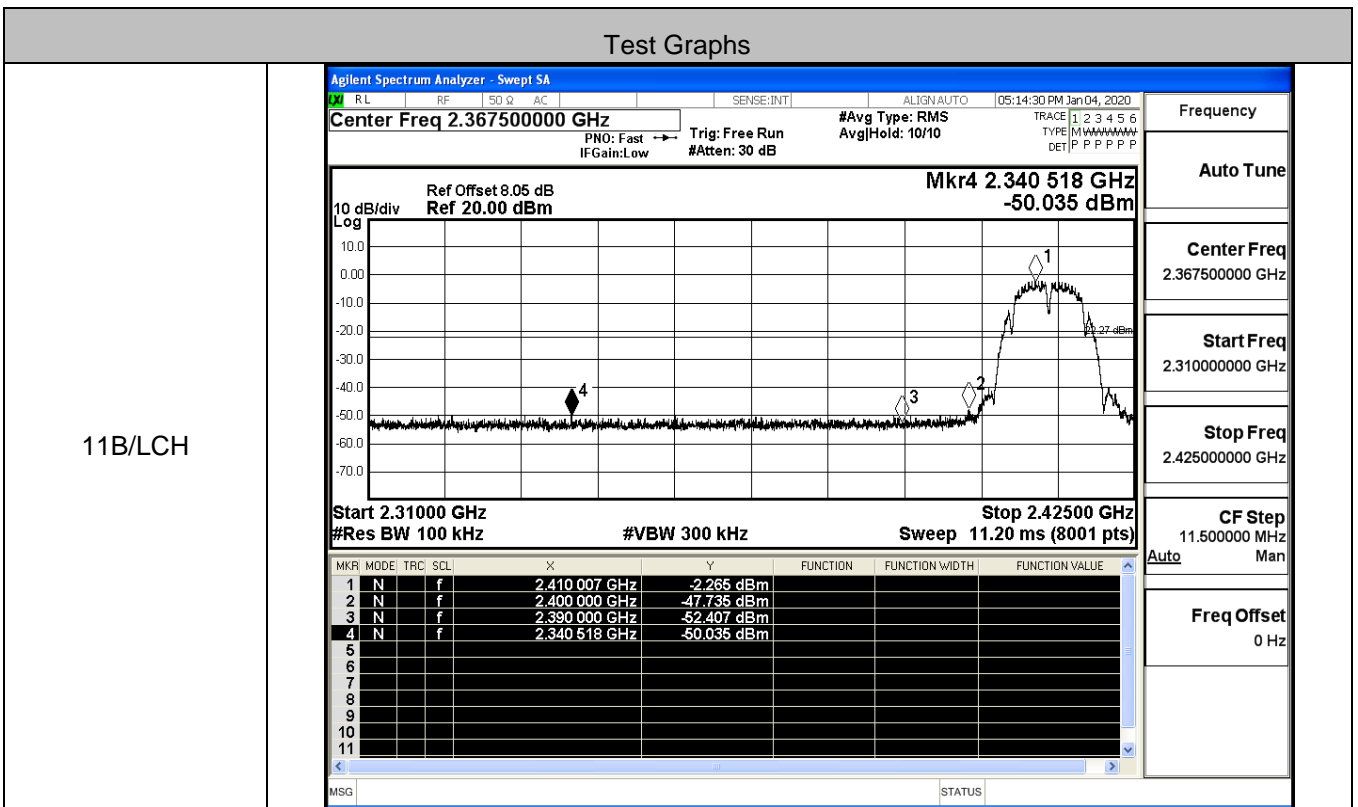 Test Graphs
11B/LCH
Agilent Spectrum Analyzer - Swept SA
LXI RL RF 50 Ω AC SENSE:INT ALIGN AUTO 05:14:30 PM Jan 04, 2020
Center Freq 2.367500000 GHz
PNO: Fast
IFGain:Low
Trig: Free Run
#Atten: 30 dB
#Avg Type: RMS
Avg|Hold: 10/10
TRACE 1 2 3 4 5 6
TYPE M WWWWW
DET P P P P P P
Frequency
Auto Tune
Center Freq
2.367500000 GHz
Start Freq
2.310000000 GHz
Stop Freq
2.425000000 GHz
CF Step
11.500000 MHz
Auto Man
Freq Offset
0 Hz
Mkr4 2.340 518 GHz
-50.035 dBm
Ref Offset 8.05 dB
10 dB/div Ref 20.00 dBm
Log
10.0
0.00
-10.0
-20.0
-30.0
-40.0
-50.0
-60.0
-70.0
1
2
3
4
-22.27 dBm
Start 2.31000 GHz Stop 2.42500 GHz
#Res BW 100 kHz #VBW 300 kHz Sweep 11.20 ms (8001 pts)
MKR MODE TRC SCL X Y FUNCTION FUNCTION WIDTH FUNCTION VALUE
1 N f 2.410 007 GHz -2.265 dBm
2 N f 2.400 000 GHz -47.735 dBm
3 N f 2.390 000 GHz -52.407 dBm
4 N f 2.340 518 GHz -50.035 dBm
5
6
7
8
9
10
11
MSG STATUS